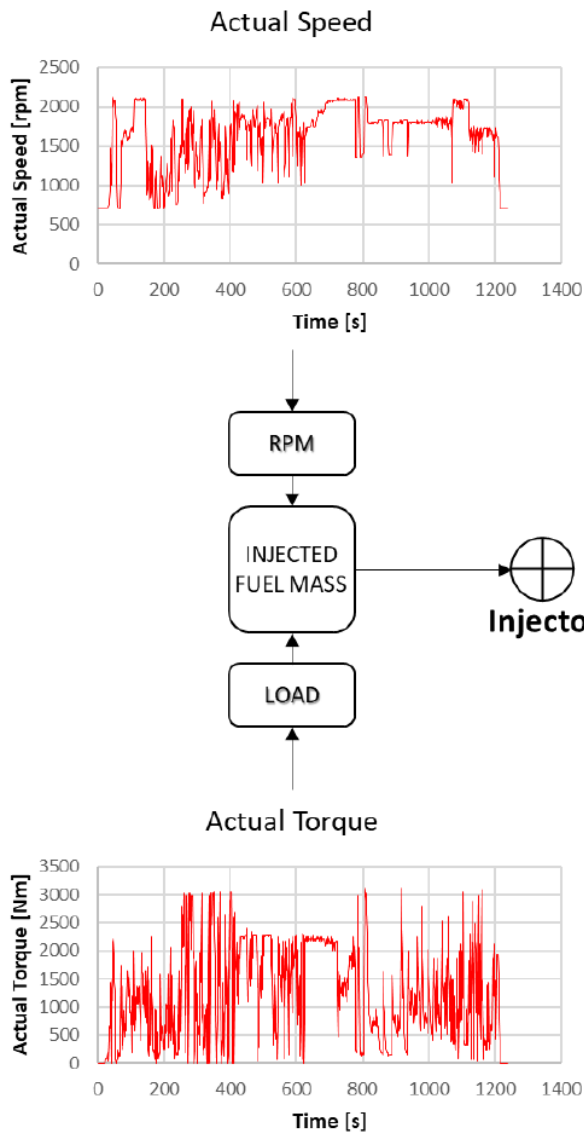 Actual Speed
Actual Speed [rpm]
2500
2000
1500
1000
500
0
0 200 400 600 800 1000 1200 1400
Time [s]
RPM
INJECTED
FUEL MASS
Injecto
LOAD
Actual Torque
Actual Torque [Nm]
3500
3000
2500
2000
1500
1000
500
0
0 200 400 600 800 1000 1200 1400
Time [s]